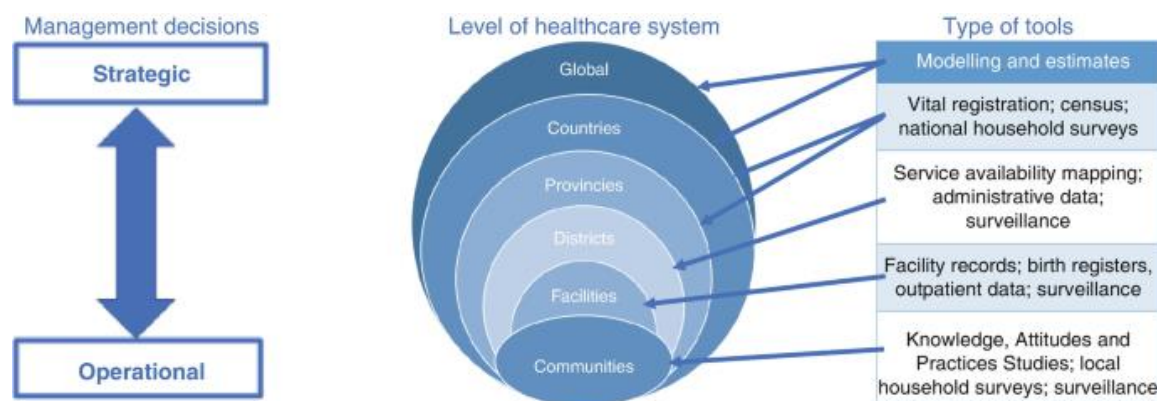 Management decisions
Strategic
Operational
Level of healthcare system
Global
Countries
Provincies
Districts
Facilities
Communities
Type of tools
Modelling and estimates
Vital registration; census;
national household surveys
Service availability mapping;
administrative data;
surveillance
Facility records; birth registers,
outpatient data; surveillance
Knowledge, Attitudes and
Practices Studies; local
household surveys; surveillance